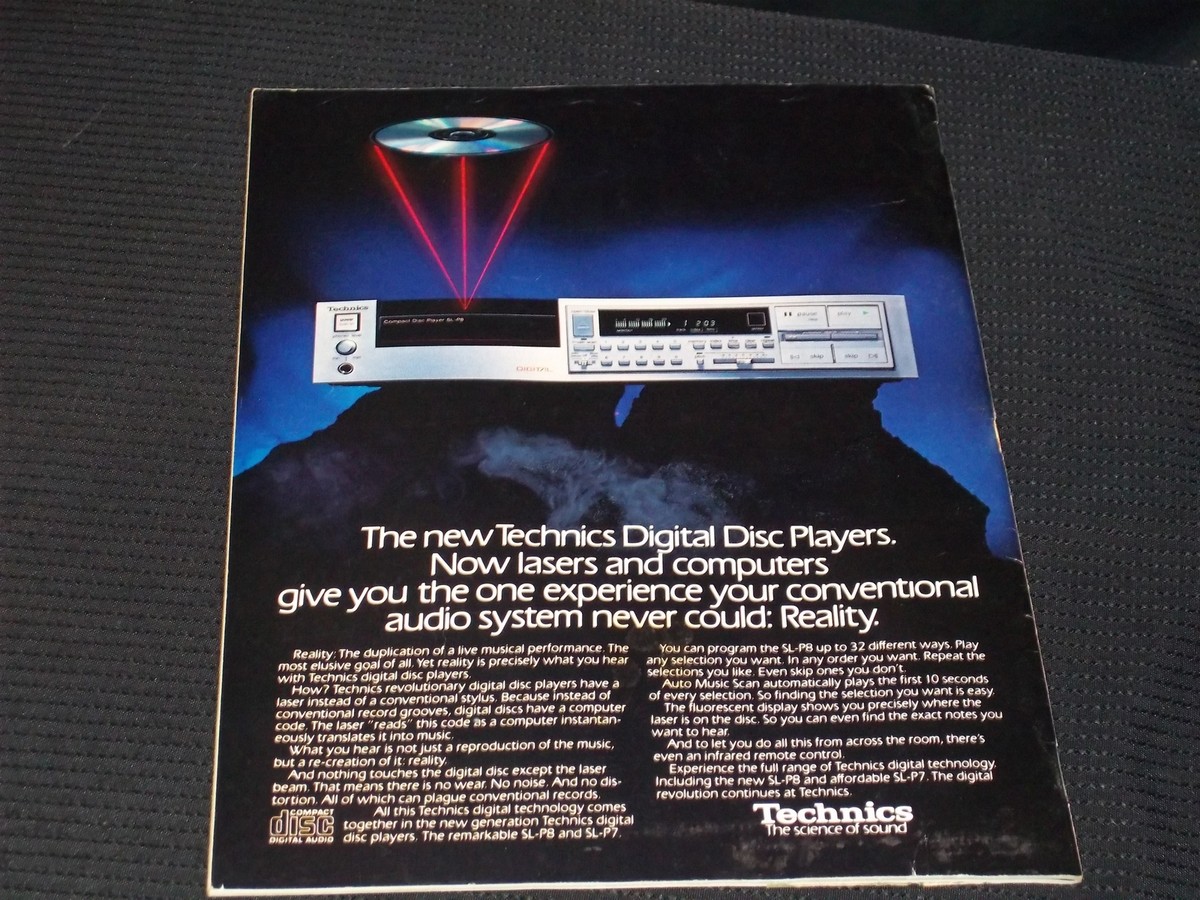 Technics
Compact Disc Player SL-P8
DIGITAL
1 2:03
pause
play
skip
skip
The new Technics Digital Disc Players.
Now lasers and computers
give you the one experience your conventional
audio system never could: Reality.
Reality: The duplication of a live musical performance. The
most elusive goal of all. Yet reality is precisely what you hear
with Technics digital disc players.
How? Technics revolutionary digital disc players have a
laser instead of a conventional stylus. Because instead of
conventional record grooves, digital discs have a computer
code. The laser "reads" this code as a computer instantan-
eously translates it into music.
What you hear is not just a reproduction of the music,
but a re-creation of it: reality.
And nothing touches the digital disc except the laser
beam. That means there is no wear. No noise. And no dis-
tortion. All of which can plague conventional records.
All this Technics digital technology comes
together in the new generation Technics digital
disc players. The remarkable SL-P8 and SL-P7.
COMPACT
disc
DIGITAL AUDIO
You can program the SL-P8 up to 32 different ways. Play
any selection you want. In any order you want. Repeat the
selections you like. Even skip ones you don't.
Auto Music Scan automatically plays the first 10 seconds
of every selection. So finding the selection you want is easy.
The fluorescent display shows you precisely where the
laser is on the disc. So you can even find the exact notes you
want to hear.
And to let you do all this from across the room, there's
even an infrared remote control.
Experience the full range of Technics digital technology.
Including the new SL-P8 and affordable SL-P7. The digital
revolution continues at Technics.
Technics
The science of sound